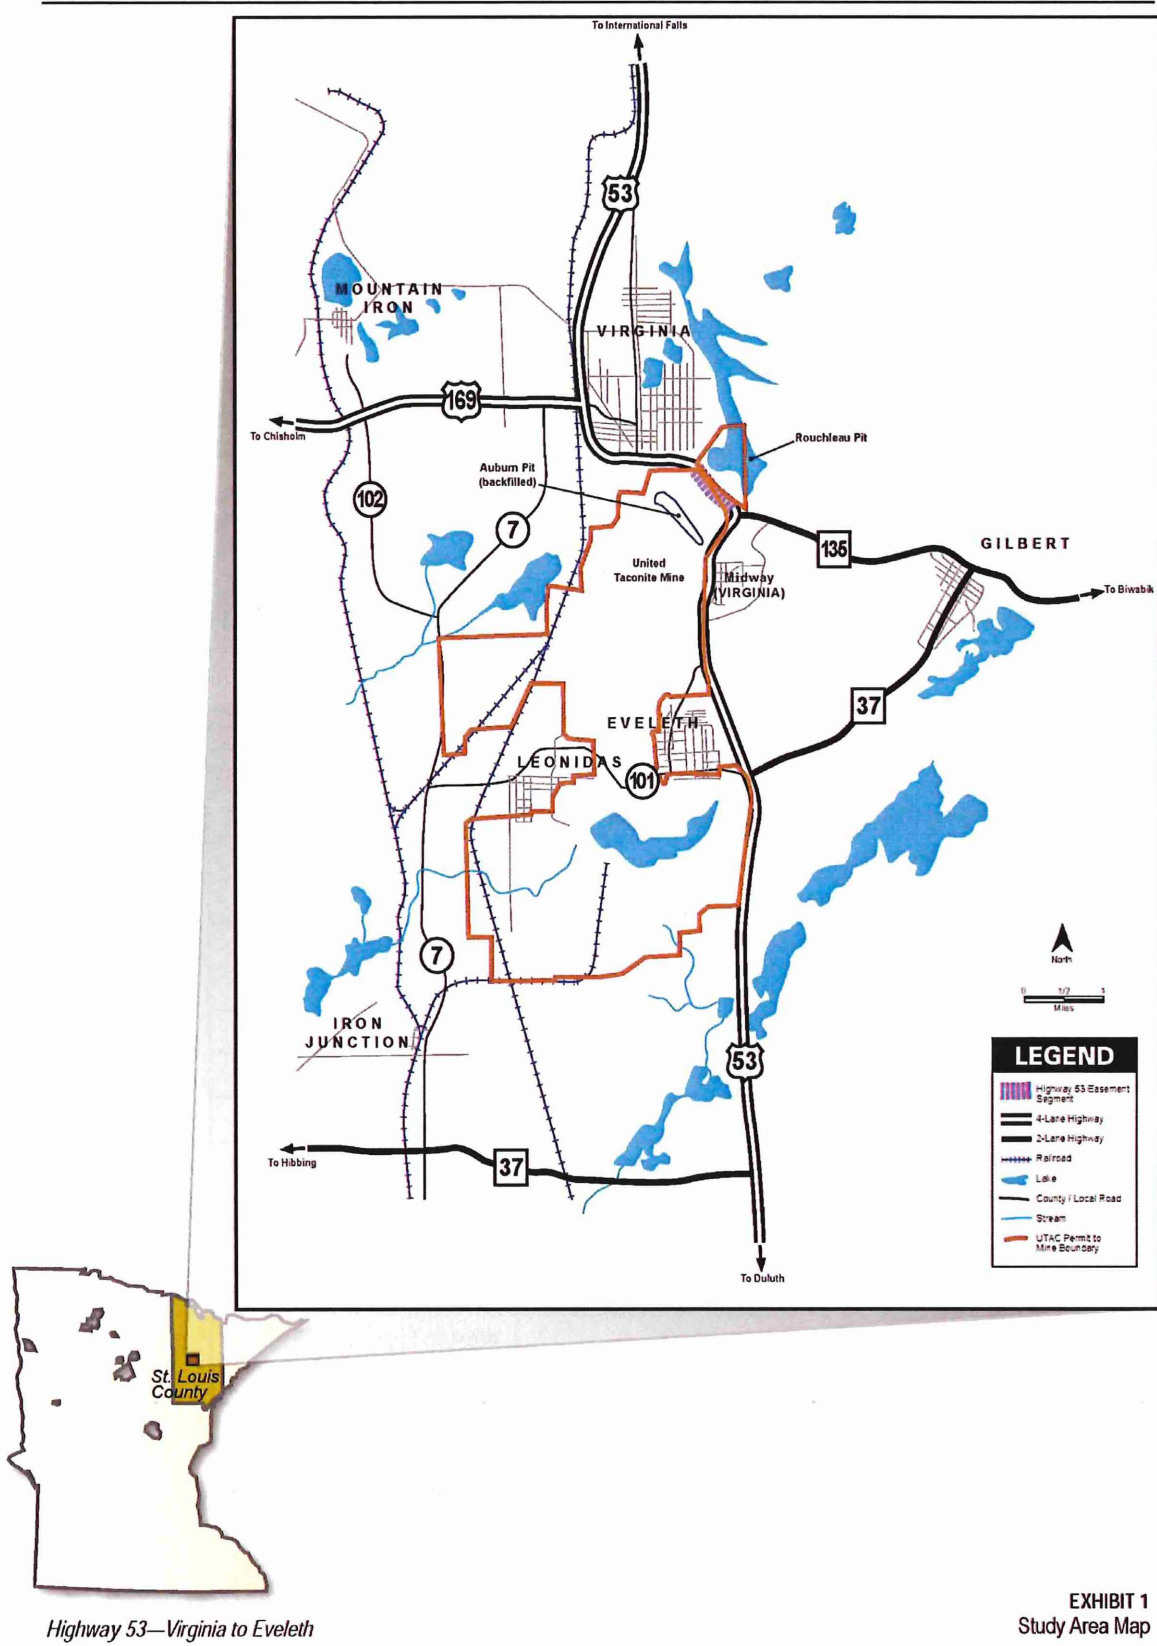 To International Falls
53
MOUNTAIN
IRON
VIRGINIA
169
To Chisholm
Rouchleau Pit
Auburn Pit
(backfilled)
102
7
135
GILBERT
United
Taconite Mine
Midway
(VIRGINIA)
To Biwabik
37
EVELETH
LEONIDAS
101
7
North
0 1/2 1
Miles
IRON
JUNCTION
53
LEGEND
Highway 53 Easement
Segment
4-Lane Highway
2-Lane Highway
Railroad
Lake
County / Local Road
Stream
UTAC Permit to
Mine Boundary
To Hibbing
37
To Duluth
St. Louis
County
Highway 53—Virginia to Eveleth
EXHIBIT 1
Study Area Map